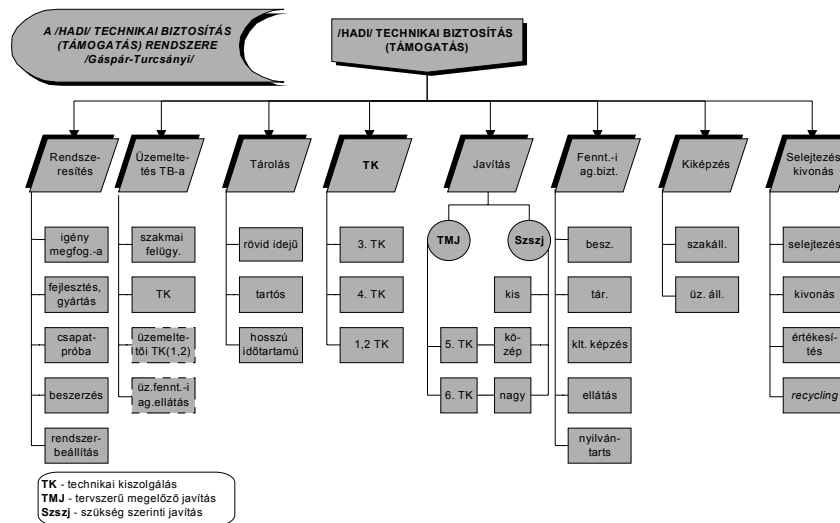 A /HADI/ TECHNIKAI BIZTOSÍTÁS
(TÁMOGATÁS) RENDSZERE
/Gáspár-Turcsányi/
/HADI/ TECHNIKAI BIZTOSÍTÁS
(TÁMOGATÁS)
Rendsze-
resítés
Üzemelte-
tés TB-a
Tárolás
TK
Javítás
Fennt.-i
ag.bizt.
Kiképzés
Selejtezés
kivonás
igény
megfog.-a
fejlesztés,
gyártás
csapat-
próba
beszerzés
rendszer-
beállítás
szakmai
felügy.
TK
üzemelte-
tői TK(1,2)
üz.fennt.-i
ag.ellátás
rövid idejű
tartós
hosszú
időtartamú
3. TK
4. TK
1,2 TK
TMJ
Szszj
kis
5. TK
kö-
zép
6. TK
nagy
besz.
tár.
klt. képzés
ellátás
nyilván-
tarts
szakáll.
üz. áll.
selejtezés
kivonás
értékesí-
tés
recycling
TK - technikai kiszolgálás
TMJ - tervszerű megelőző javítás
Szszj - szükség szerinti javítás